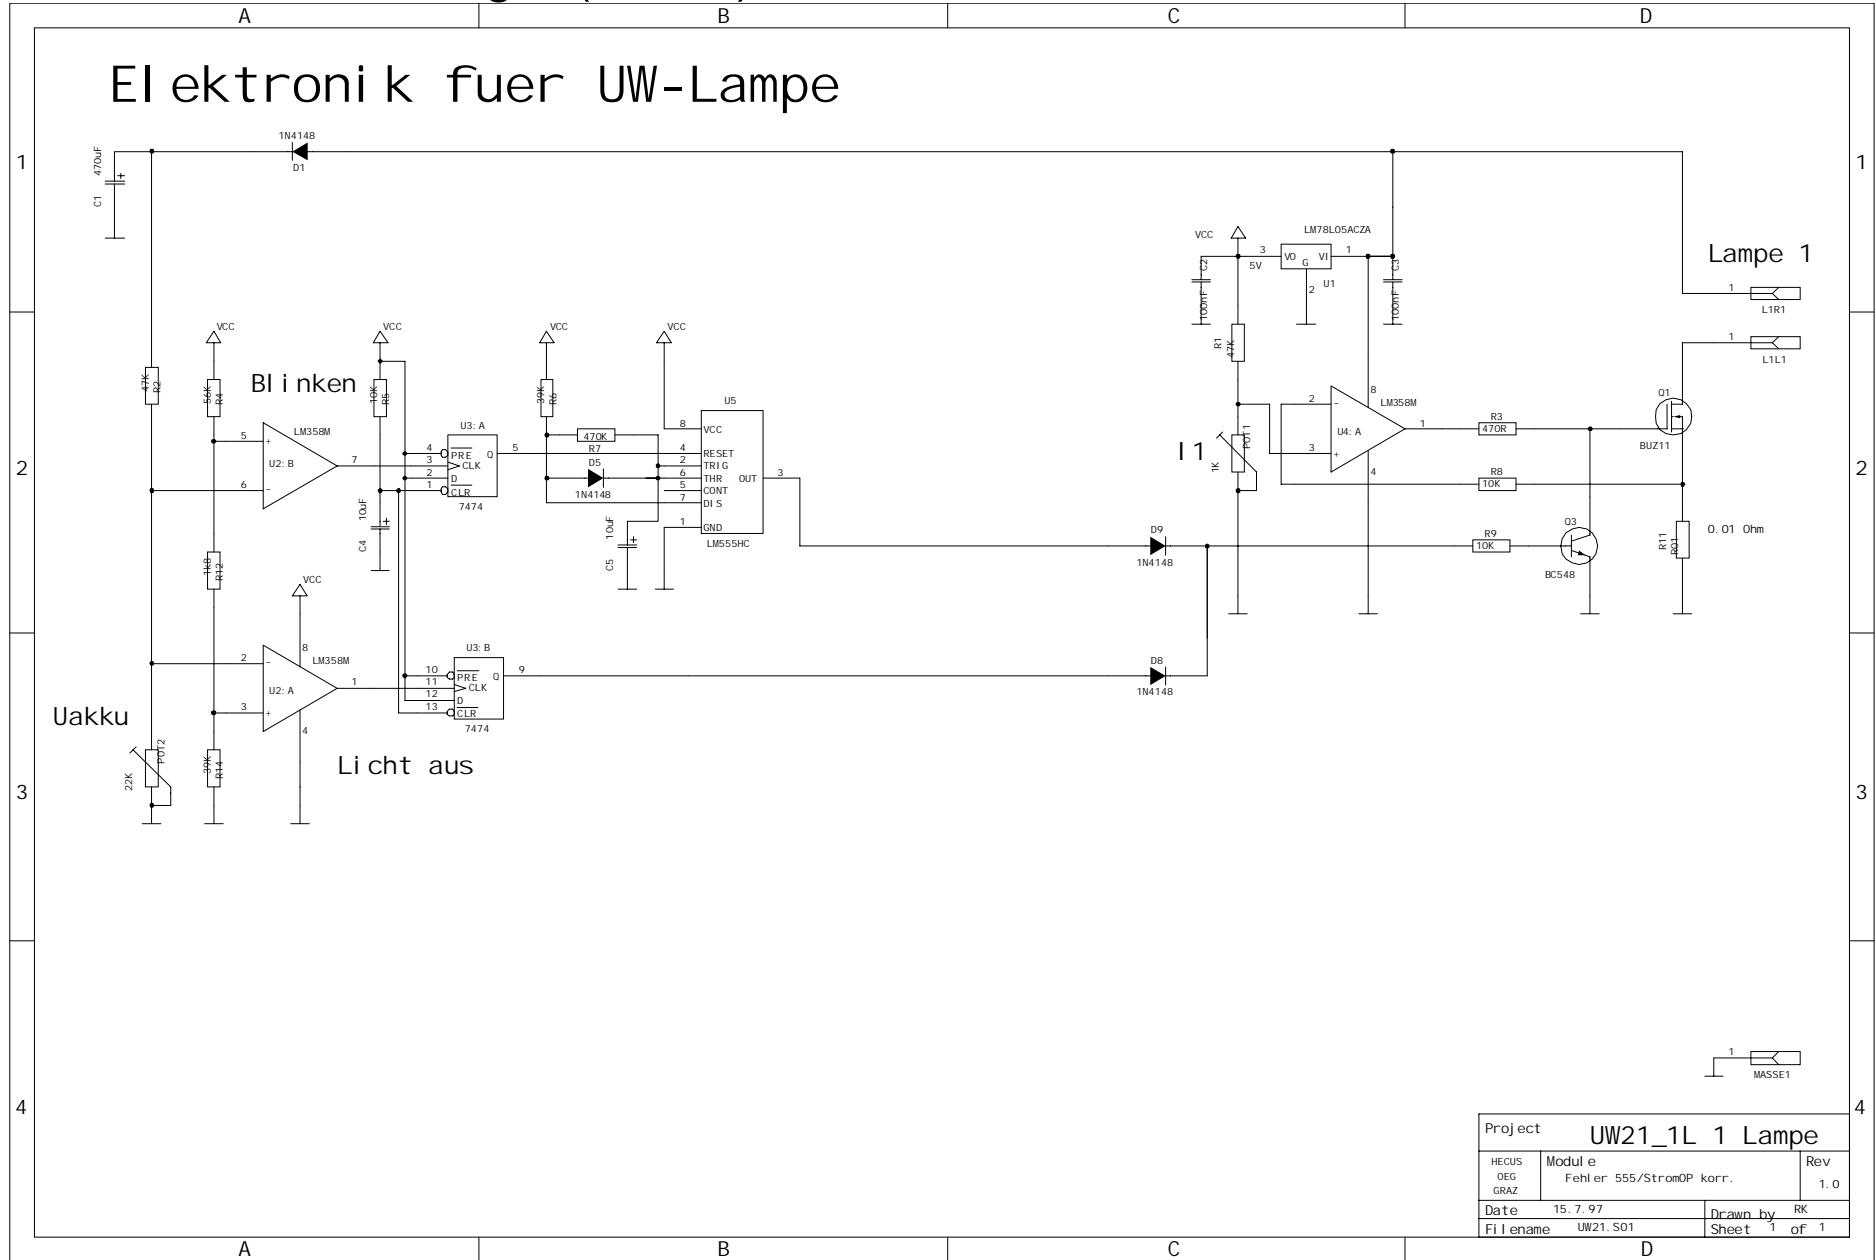 A B C D
Elektronik fuer UW-Lampe
1
1
1N4148
D1
470uF
C1
VCC
LM78L05ACZA
3
VO
G
VI
1
5V
2
U1
C2
100nF
C3
100nF
Lampe 1
1
L1R1
1
L1L1
VCC
VCC
VCC
VCC
47K
R2
56K
R4
Blinken
10K
R5
39K
R6
R1
47K
U5
5
6
+
-
LM358M
U2:B
7
U3:A
4
3
2
1
PRE
CLK
D
CLR
Q
5
7474
470K
R7
D5
1N4148
8
4
2
6
5
7
1
VCC
RESET
TRIG
THR
CONT
DIS
GND
OUT
3
LM555HC
I1
1K
POT1
2
3
-
+
8
LM358M
U4:A
4
1
R3
470R
R8
10K
Q1
BUZ11
2
2
10uF
C4
10uF
C5
D9
1N4148
R9
10K
Q3
BC548
R11
R01
0.01 Ohm
1k8
R12
VCC
8
LM358M
2
3
-
+
U2:A
1
4
U3:B
10
11
12
13
PRE
CLK
D
CLR
Q
9
7474
D8
1N4148
Uakku
22K
POT2
39K
R14
Licht aus
3
3
1
MASSE1
4
4
Project UW21_1L 1 Lampe
HECUS
OEG
GRAZ
Module
Fehler 555/StromOP korr.
Rev
1.0
Date 15.7.97
Drawn by RK
Filename UW21.S01
Sheet 1 of 1
A B C D